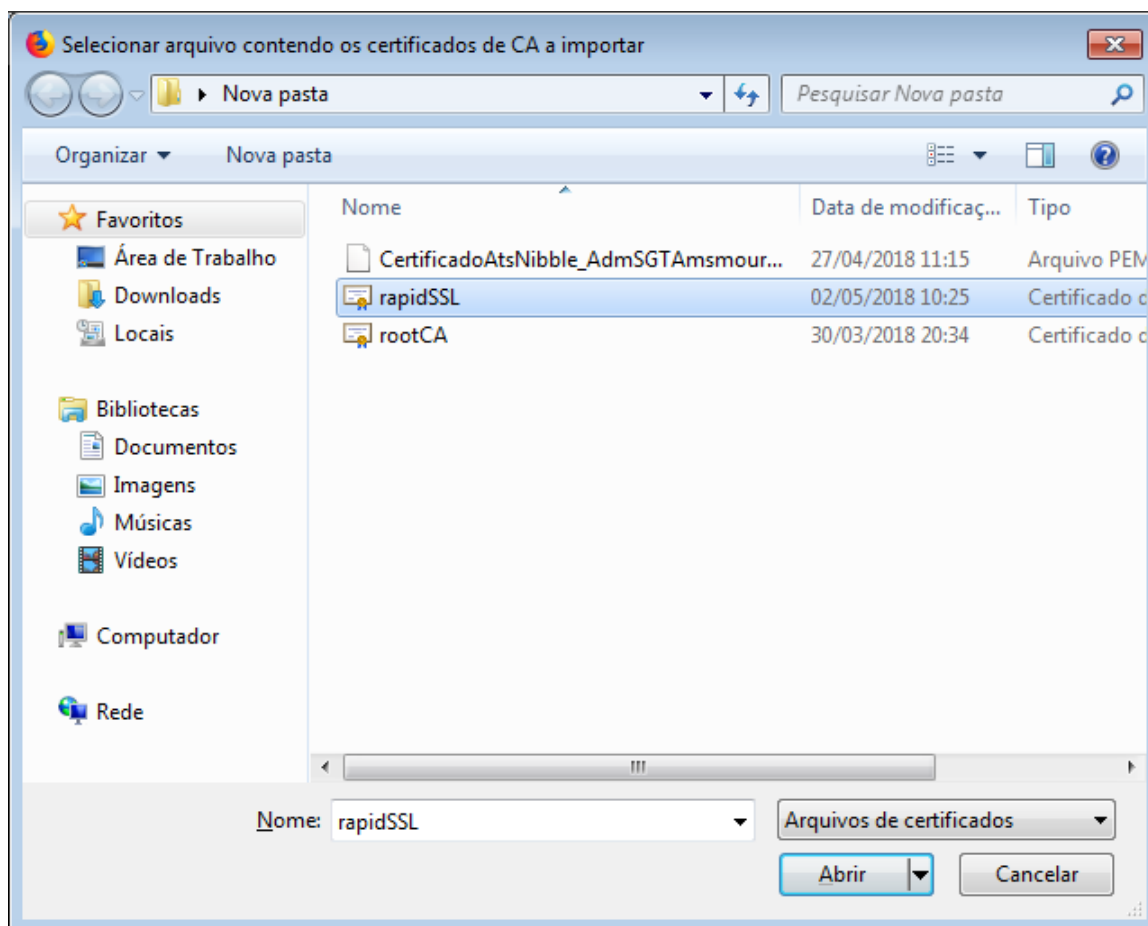 Selecionar arquivo contendo os certificados de CA a importar
Nova pasta
Pesquisar Nova pasta
Organizar Nova pasta
Nome Data de modificaç... Tipo
Favoritos
CertificadoAtsNibble_AdmSGTAmsmour... 27/04/2018 11:15 Arquivo PEM
Área de Trabalho
rapidSSL 02/05/2018 10:25 Certificado d
Downloads
rootCA 30/03/2018 20:34 Certificado d
Locais
Bibliotecas
Documentos
Imagens
Músicas
Vídeos
Computador
Rede
Nome: rapidSSL Arquivos de certificados
Abrir Cancelar